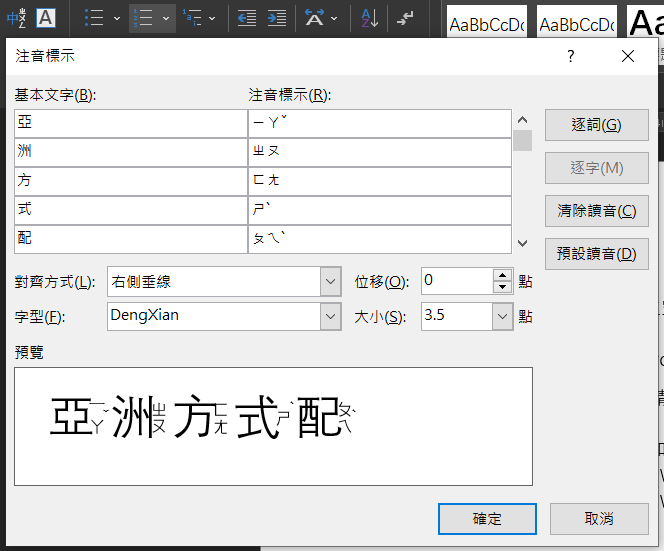 AaBbCcDc AaBbCcDc
注音標示 ?
基本文字(B): 注音標示(R):
亞 ㄧㄚˇ 逐詞(G)
洲 ㄓㄡ 逐字(M)
方 ㄈㄤ 清除讀音(C)
式 ㄕˋ
配 ㄆㄟˋ 預設讀音(D)
對齊方式(L): 右側垂線 位移(O): 0 點
字型(F): DengXian 大小(S): 3.5 點
預覽
亞ㄧㄚˇ洲ㄓㄡ方ㄈㄤ式ㄕˋ配ㄆㄟˋ
確定 取消